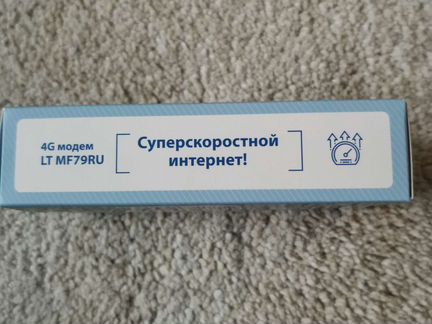 4G модем
LT MF79RU
Суперскоростной
интернет!